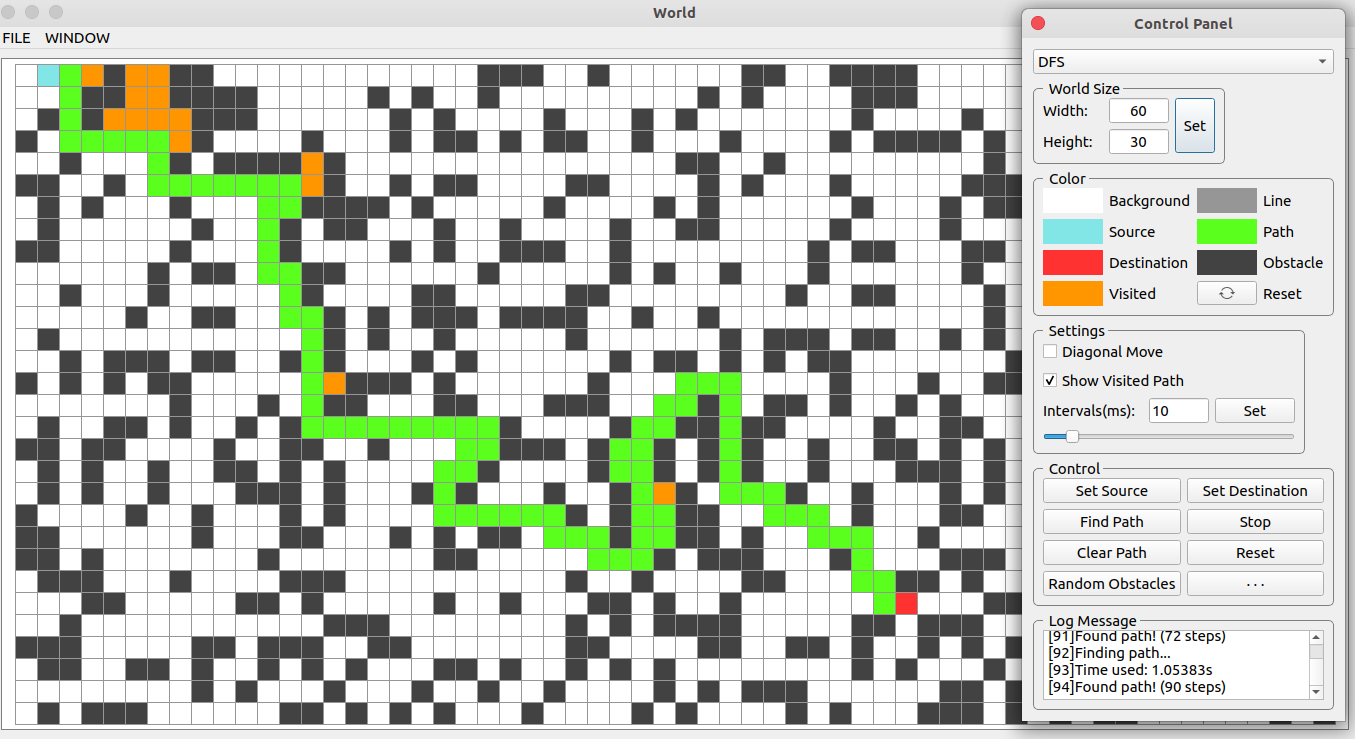 World
FILE WINDOW
Control Panel
DFS
World Size
Width: 60
Height: 30
Set
Color
Background Line
Source Path
Destination Obstacle
Visited Reset
Settings
Diagonal Move
Show Visited Path
Intervals(ms): 10 Set
Control
Set Source Set Destination
Find Path Stop
Clear Path Reset
Random Obstacles ...
Log Message
[91]Found path! (72 steps)
[92]Finding path...
[93]Time used: 1.05383s
[94]Found path! (90 steps)